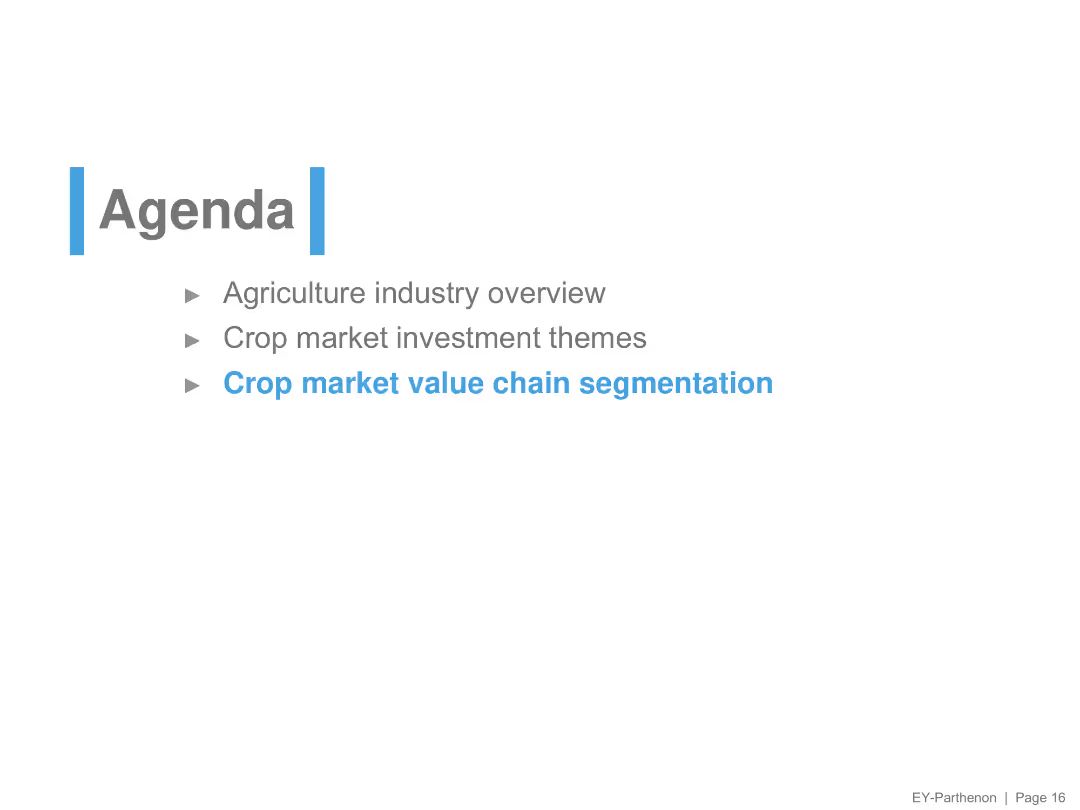 Agenda
► Agriculture industry overview
► Crop market investment themes
► Crop market value chain segmentation
EY-Parthenon | Page 16